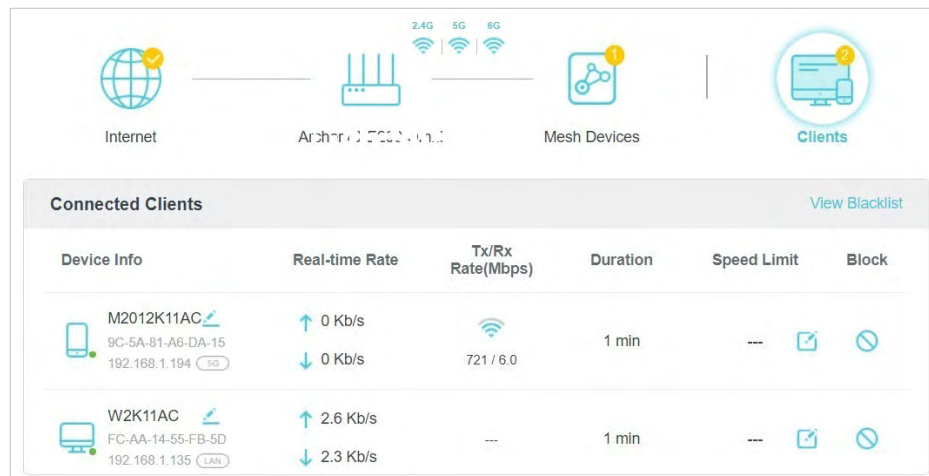 2.4G 5G 6G
1
2
Internet
Archer
Mesh Devices
Clients
Connected Clients
View Blacklist
Device Info
Real-time Rate
Tx/Rx
Rate(Mbps)
Duration
Speed Limit
Block
M2012K11AC
9C-5A-81-A6-DA-15
192.168.1.194 5G
↑ 0 Kb/s
↓ 0 Kb/s
721 / 6.0
1 min
---
W2K11AC
FC-AA-14-55-FB-5D
192.168.1.135 LAN
↑ 2.6 Kb/s
↓ 2.3 Kb/s
---
1 min
---